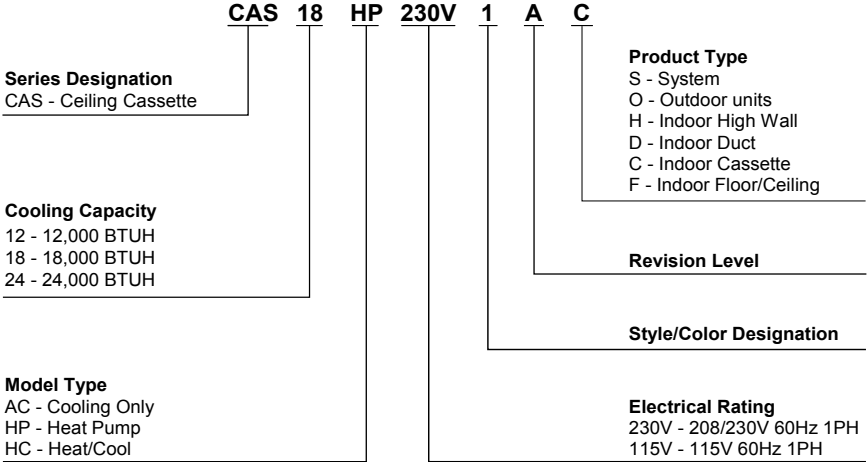 CAS 18 HP 230V 1 A C
Series Designation
CAS - Ceiling Cassette
Cooling Capacity
12 - 12,000 BTUH
18 - 18,000 BTUH
24 - 24,000 BTUH
Model Type
AC - Cooling Only
HP - Heat Pump
HC - Heat/Cool
Product Type
S - System
O - Outdoor units
H - Indoor High Wall
D - Indoor Duct
C - Indoor Cassette
F - Indoor Floor/Ceiling
Revision Level
Style/Color Designation
Electrical Rating
230V - 208/230V 60Hz 1PH
115V - 115V 60Hz 1PH